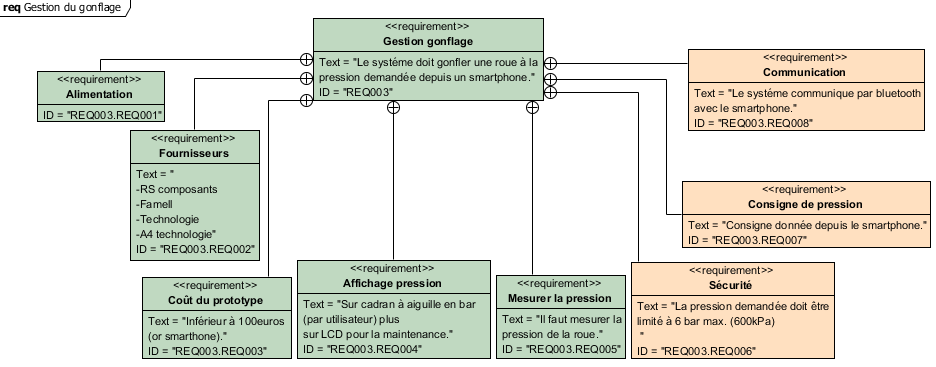 req Gestion du gonflage
<<requirement>>
Gestion gonflage
Text = "Le systéme doit gonfler une roue à la
pression demandée depuis un smartphone."
ID = "REQ003"
<<requirement>>
Alimentation
ID = "REQ003.REQ001"
<<requirement>>
Fournisseurs
Text = "
-RS composants
-Farnell
-Technologie
-A4 technologie"
ID = "REQ003.REQ002"
<<requirement>>
Coût du prototype
Text = "Inférieur à 100euros
(or smarthone)."
ID = "REQ003.REQ003"
<<requirement>>
Affichage pression
Text = "Sur cadran à aiguille en bar
(par utilisateur) plus
sur LCD pour la maintenance."
ID = "REQ003.REQ004"
<<requirement>>
Mesurer la pression
Text = "Il faut mesurer la
pression de la roue."
ID = "REQ003.REQ005"
<<requirement>>
Sécurité
Text = "La pression demandée doit être
limité à 6 bar max. (600kPa)
"
ID = "REQ003.REQ006"
<<requirement>>
Consigne de pression
Text = "Consigne donnée depuis le smartphone."
ID = "REQ003.REQ007"
<<requirement>>
Communication
Text = "Le systéme communique par bluetooth
avec le smartphone."
ID = "REQ003.REQ008"